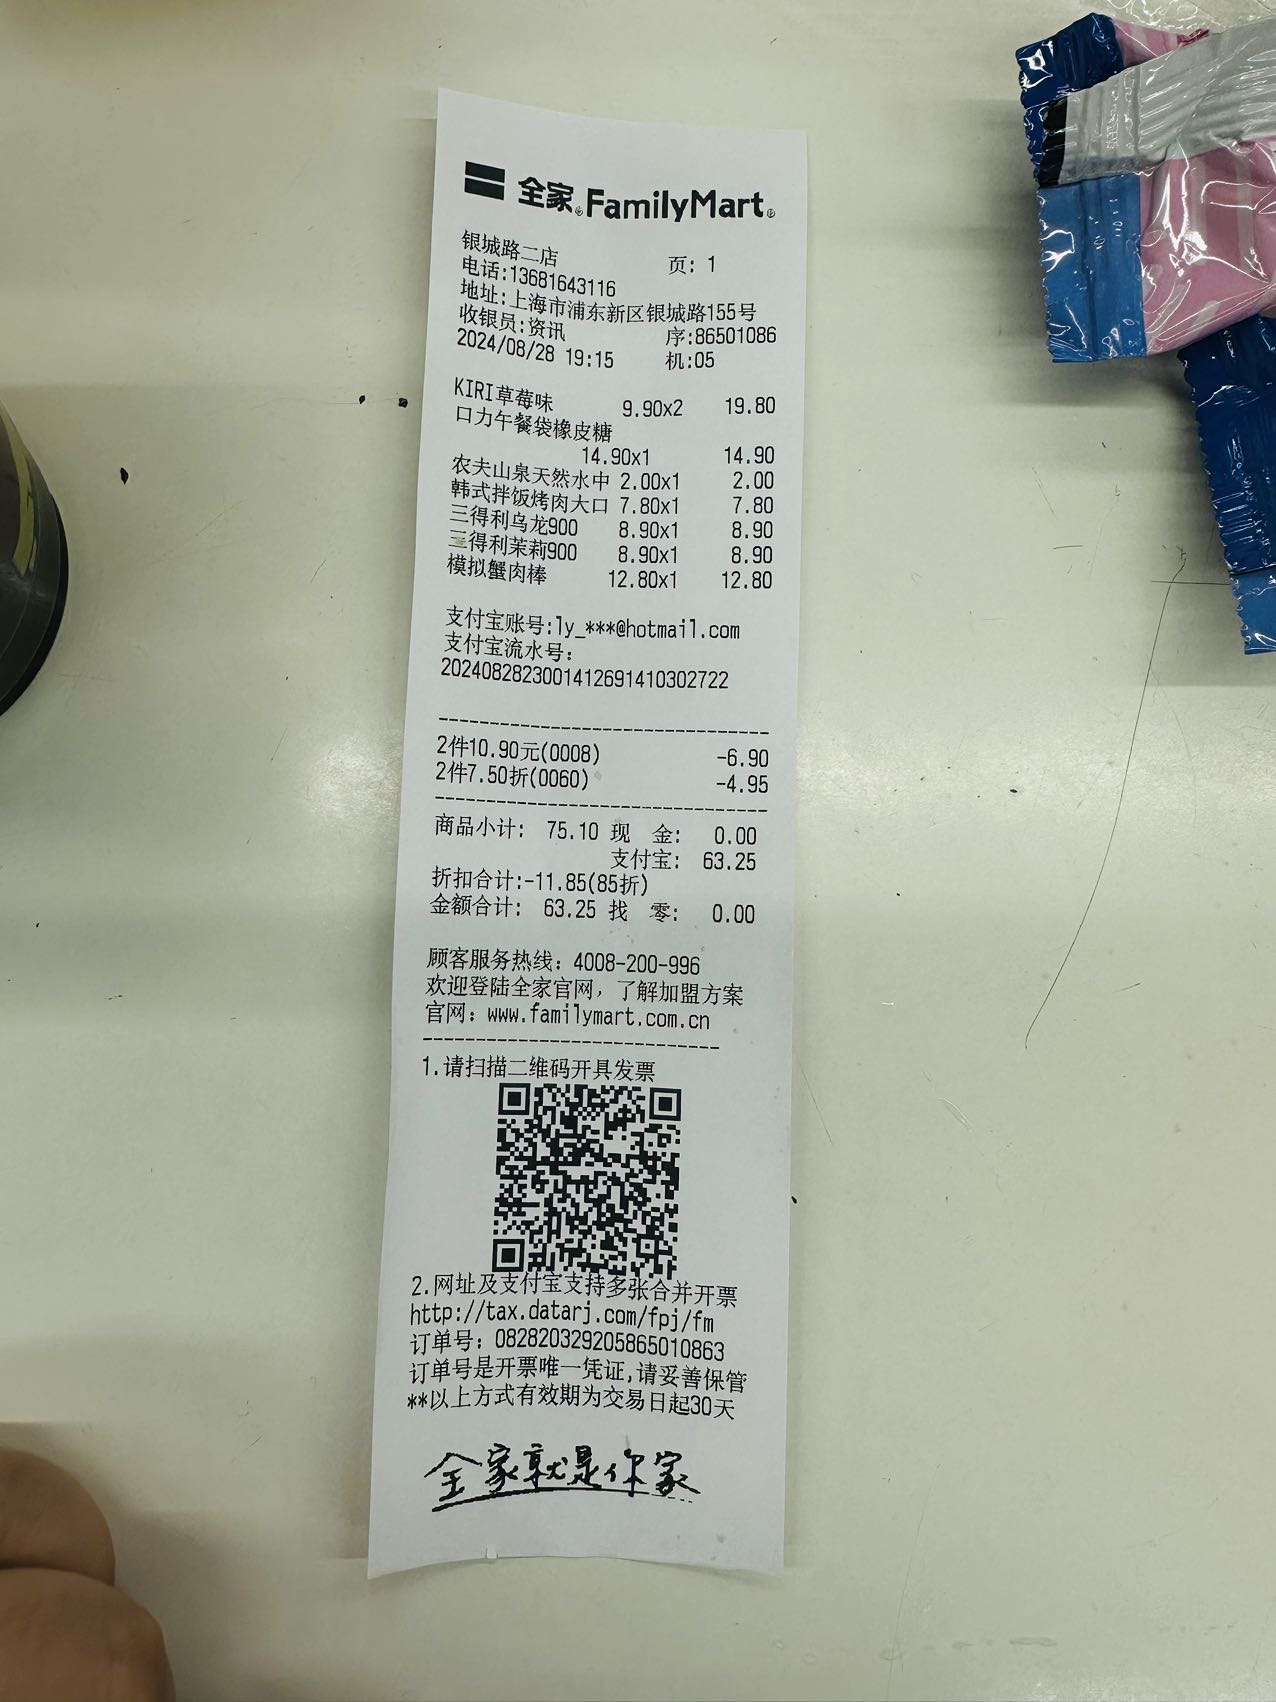 全家 FamilyMart
银城路二店 页: 1
电话:13681643116
地址:上海市浦东新区银城路155号
收银员:资讯 序:86501086
2024/08/28 19:15 机:05
KIRI草莓味 9.90x2 19.80
口力午餐袋橡皮糖
14.90x1 14.90
农夫山泉天然水中 2.00x1 2.00
韩式拌饭烤肉大口 7.80x1 7.80
三得利乌龙900 8.90x1 8.90
三得利茉莉900 8.90x1 8.90
模拟蟹肉棒 12.80x1 12.80
支付宝账号:ly_***@hotmail.com
支付宝流水号:
2024082823001412691410302722
--------------------------------
2件10.90元(0008) -6.90
2件7.50折(0060) -4.95
--------------------------------
商品小计: 75.10 现 金: 0.00
支付宝: 63.25
折扣合计:-11.85(85折)
金额合计: 63.25 找 零: 0.00
顾客服务热线: 4008-200-996
欢迎登陆全家官网, 了解加盟方案
官网: www.familymart.com.cn
----------------------------
1.请扫描二维码开具发票
2.网址及支付宝支持多张合并开票
http://tax.datarj.com/fpj/fm
订单号: 082820329205865010863
订单号是开票唯一凭证,请妥善保管
**以上方式有效期为交易日起30天
全家就是你家